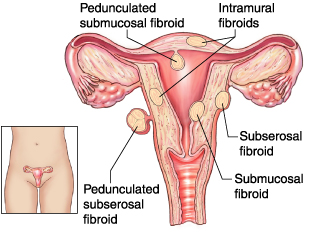 Pedunculated
submucosal fibroid
Intramural
fibroids
Subserosal
fibroid
Submucosal
fibroid
Pedunculated
subserosal
fibroid